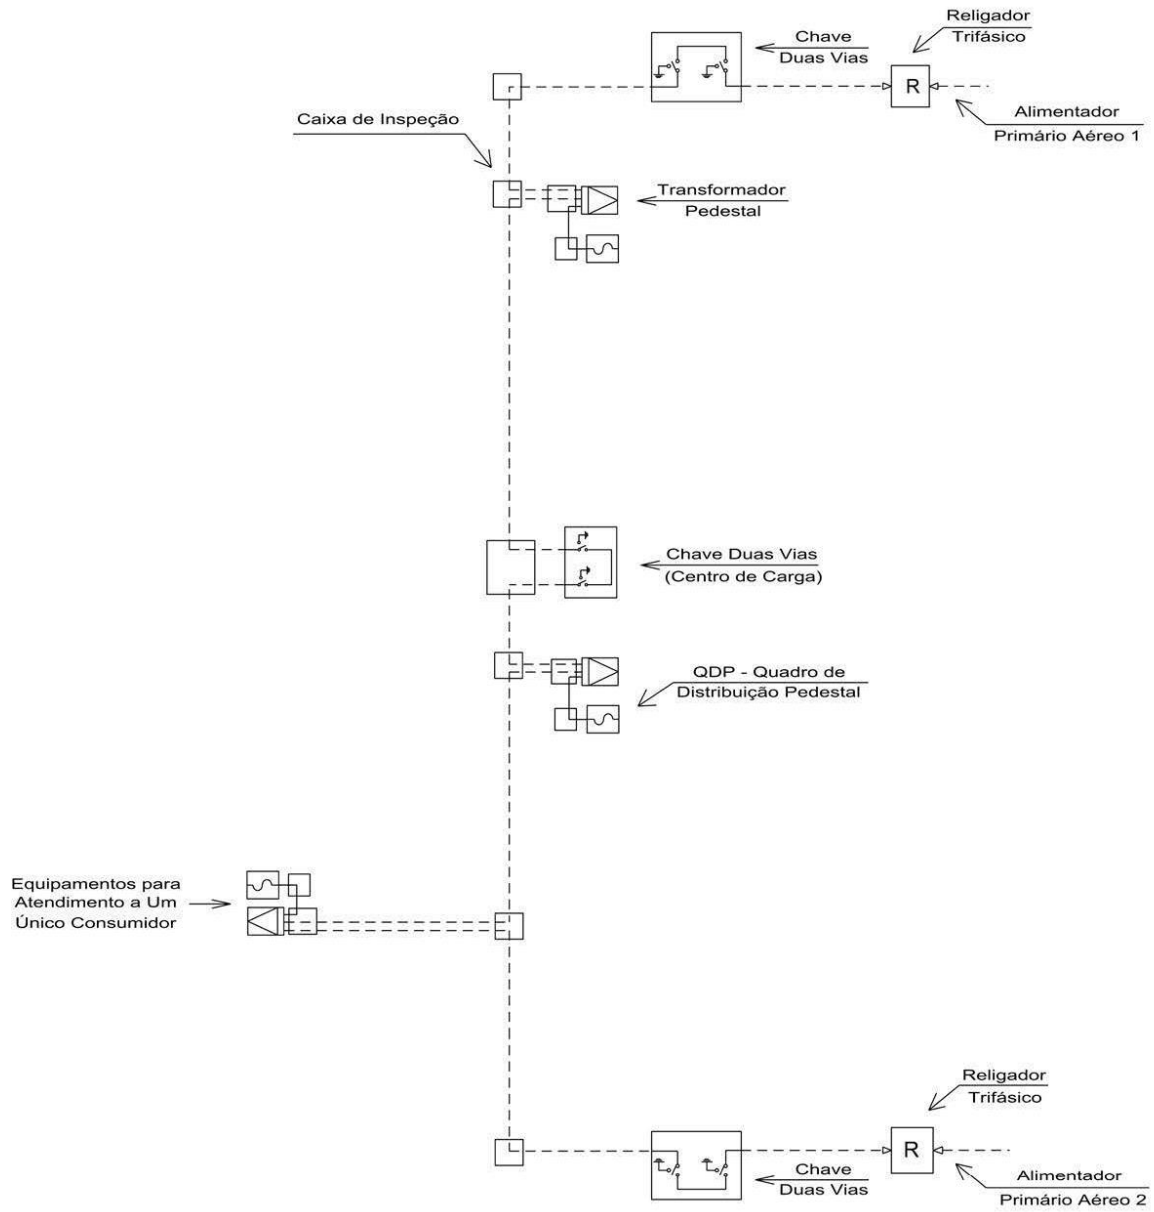 Religador
Trifásico
Chave
Duas Vias
R
Alimentador
Primário Aéreo 1
Caixa de Inspeção
Transformador
Pedestal
Chave Duas Vias
(Centro de Carga)
QDP - Quadro de
Distribuição Pedestal
Equipamentos para
Atendimento a Um
Único Consumidor
Religador
Trifásico
R
Chave
Duas Vias
Alimentador
Primário Aéreo 2